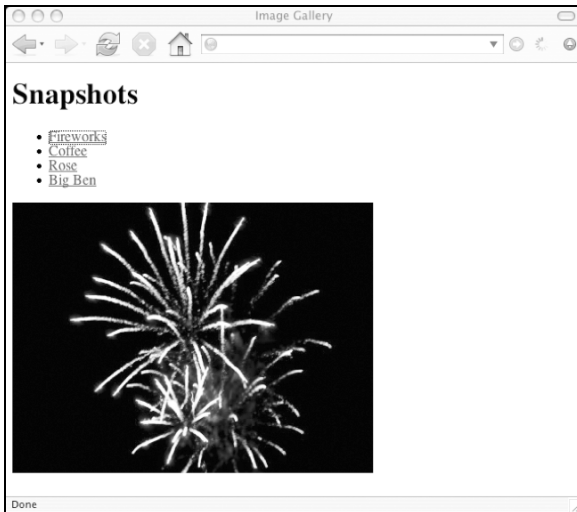 Image Gallery
Snapshots
Fireworks
Coffee
Rose
Big Ben
Done